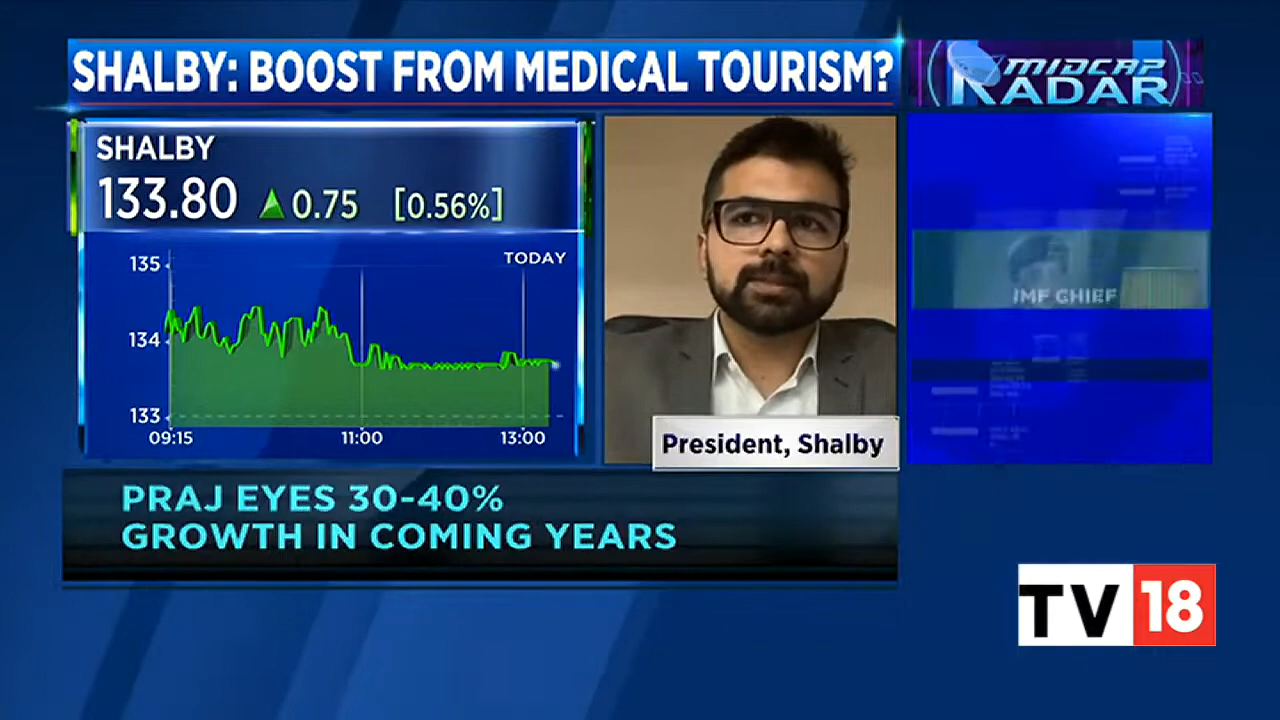 SHALBY: BOOST FROM MEDICAL TOURISM?
MIDCAP
RADAR
SHALBY
133.80 ▲ 0.75 [0.56%]
TODAY
135
134
133
09:15 11:00 13:00
IMF CHIEF
President, Shalby
PRAJ EYES 30-40%
GROWTH IN COMING YEARS
TV18